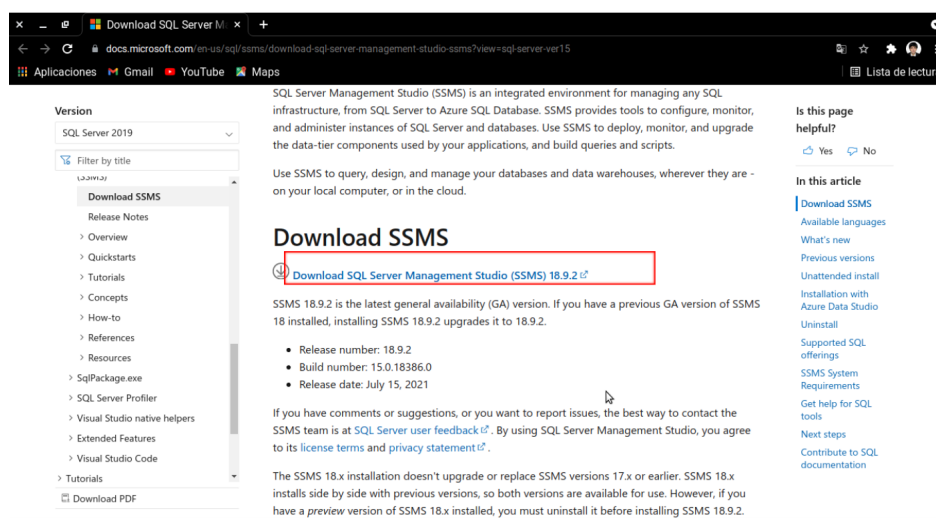 Download SQL Server M
docs.microsoft.com/en-us/sql/ssms/download-sql-server-management-studio-ssms?view=sql-server-ver15
Aplicaciones
Gmail
YouTube
Maps
Lista de lectura
Version
SQL Server 2019
Filter by title
(SSMS)
Download SSMS
Release Notes
Overview
Quickstarts
Tutorials
Concepts
How-to
References
Resources
SqlPackage.exe
SQL Server Profiler
Visual Studio native helpers
Extended Features
Visual Studio Code
Tutorials
Download PDF
SQL Server Management Studio (SSMS) is an integrated environment for managing any SQL
infrastructure, from SQL Server to Azure SQL Database. SSMS provides tools to configure, monitor,
and administer instances of SQL Server and databases. Use SSMS to deploy, monitor, and upgrade
the data-tier components used by your applications, and build queries and scripts.
Use SSMS to query, design, and manage your databases and data warehouses, wherever they are -
on your local computer, or in the cloud.
Download SSMS
Download SQL Server Management Studio (SSMS) 18.9.2
SSMS 18.9.2 is the latest general availability (GA) version. If you have a previous GA version of SSMS
18 installed, installing SSMS 18.9.2 upgrades it to 18.9.2.
Release number: 18.9.2
Build number: 15.0.18386.0
Release date: July 15, 2021
If you have comments or suggestions, or you want to report issues, the best way to contact the
SSMS team is at SQL Server user feedback. By using SQL Server Management Studio, you agree
to its license terms and privacy statement.
The SSMS 18.x installation doesn't upgrade or replace SSMS versions 17.x or earlier. SSMS 18.x
installs side by side with previous versions, so both versions are available for use. However, if you
have a preview version of SSMS 18.x installed, you must uninstall it before installing SSMS 18.9.2.
Is this page
helpful?
Yes
No
In this article
Download SSMS
Available languages
What's new
Previous versions
Unattended install
Installation with
Azure Data Studio
Uninstall
Supported SQL
offerings
SSMS System
Requirements
Get help for SQL
tools
Next steps
Contribute to SQL
documentation